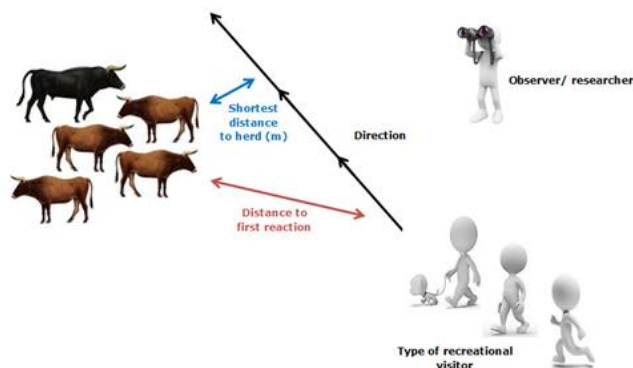 Observer/ researcher
Shortest
distance
to herd (m)
Direction
Distance to
first reaction
Type of recreational
visitor